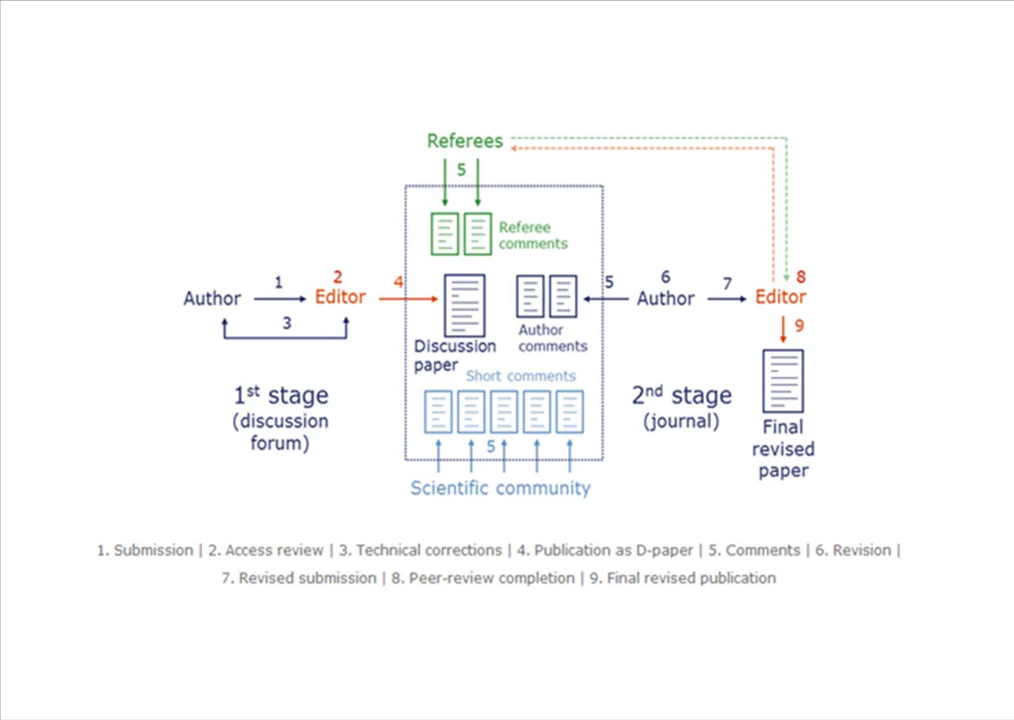 Referees
5
Referee
comments
1
2
4
5
6
7
8
Author
Editor
Author
Editor
3
9
Author
comments
Discussion
paper
Short comments
1st stage
(discussion
forum)
2nd stage
(journal)
Final
revised
paper
5
Scientific community
1. Submission | 2. Access review | 3. Technical corrections | 4. Publication as D-paper | 5. Comments | 6. Revision |
7. Revised submission | 8. Peer-review completion | 9. Final revised publication